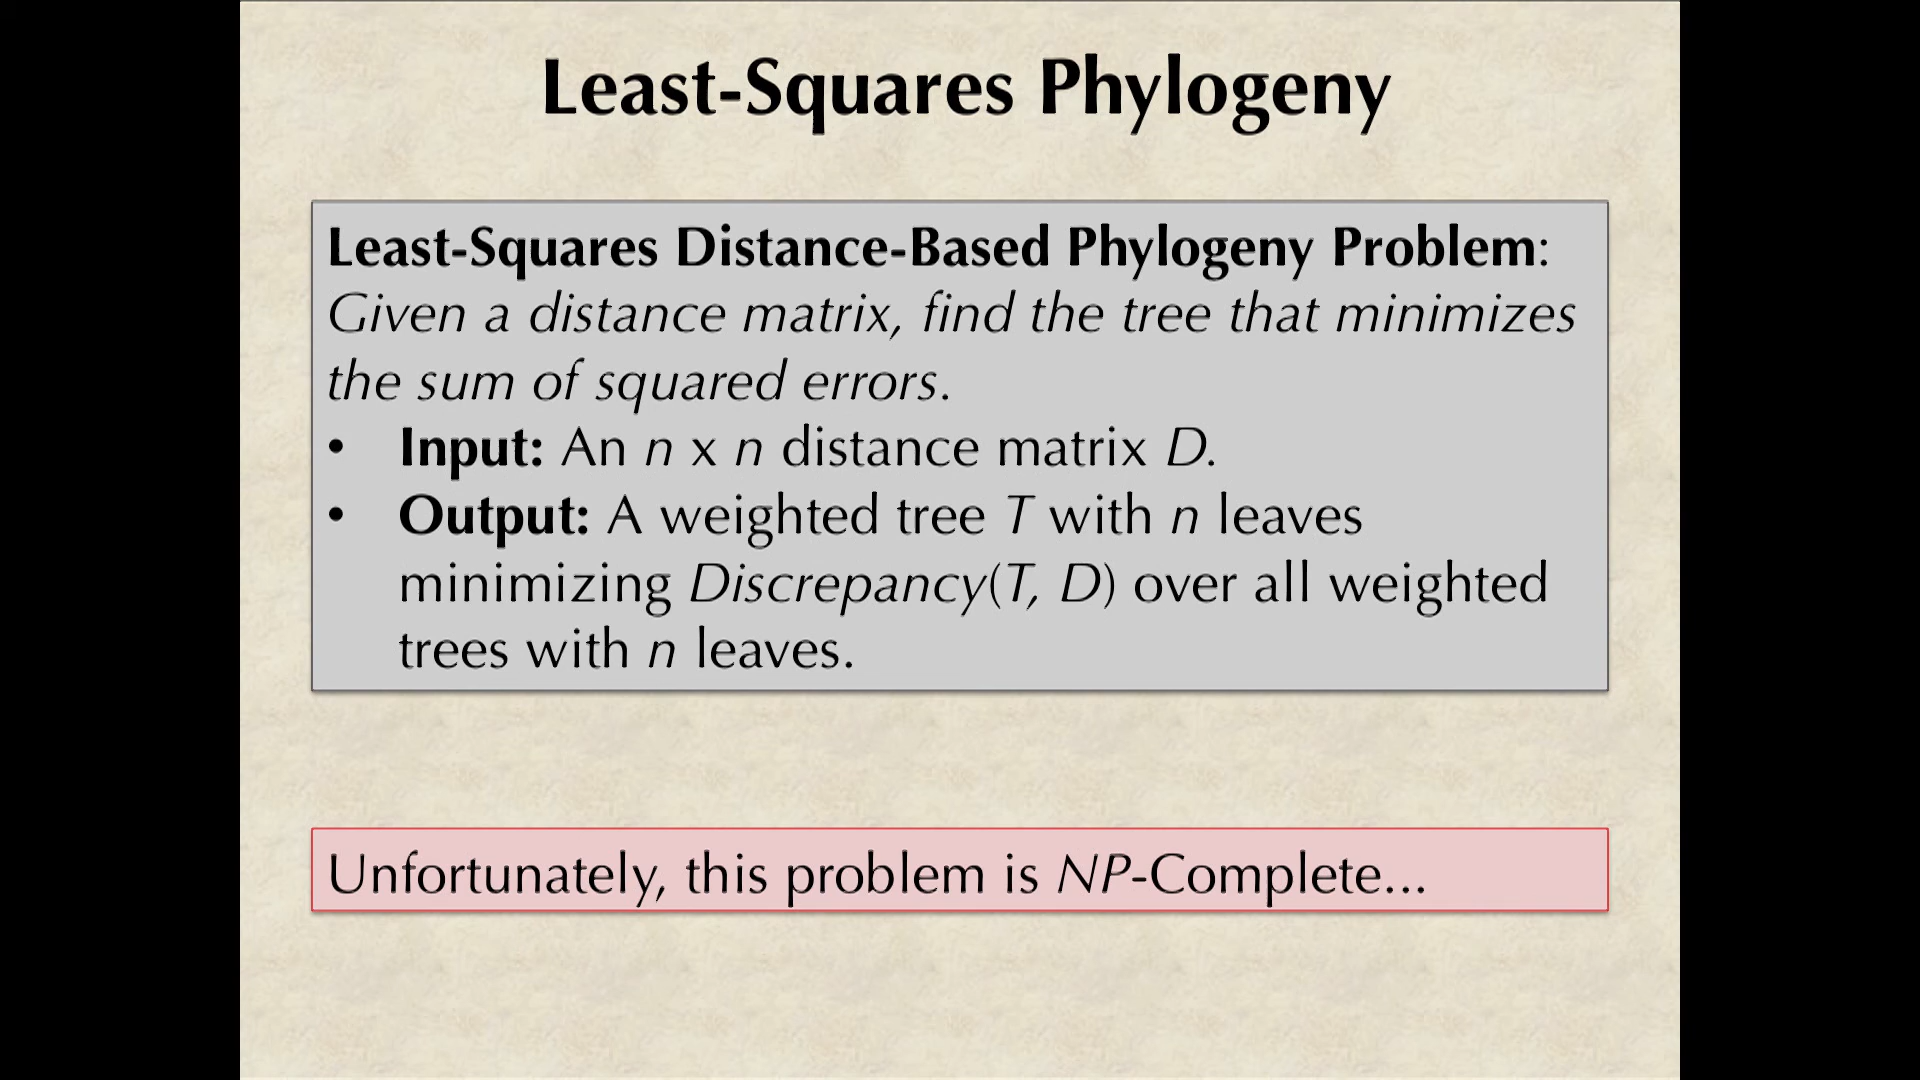 Least-Squares Phylogeny
Least-Squares Distance-Based Phylogeny Problem:
Given a distance matrix, find the tree that minimizes
the sum of squared errors.
• Input: An n x n distance matrix D.
• Output: A weighted tree T with n leaves
minimizing Discrepancy(T, D) over all weighted
trees with n leaves.
Unfortunately, this problem is NP-Complete...